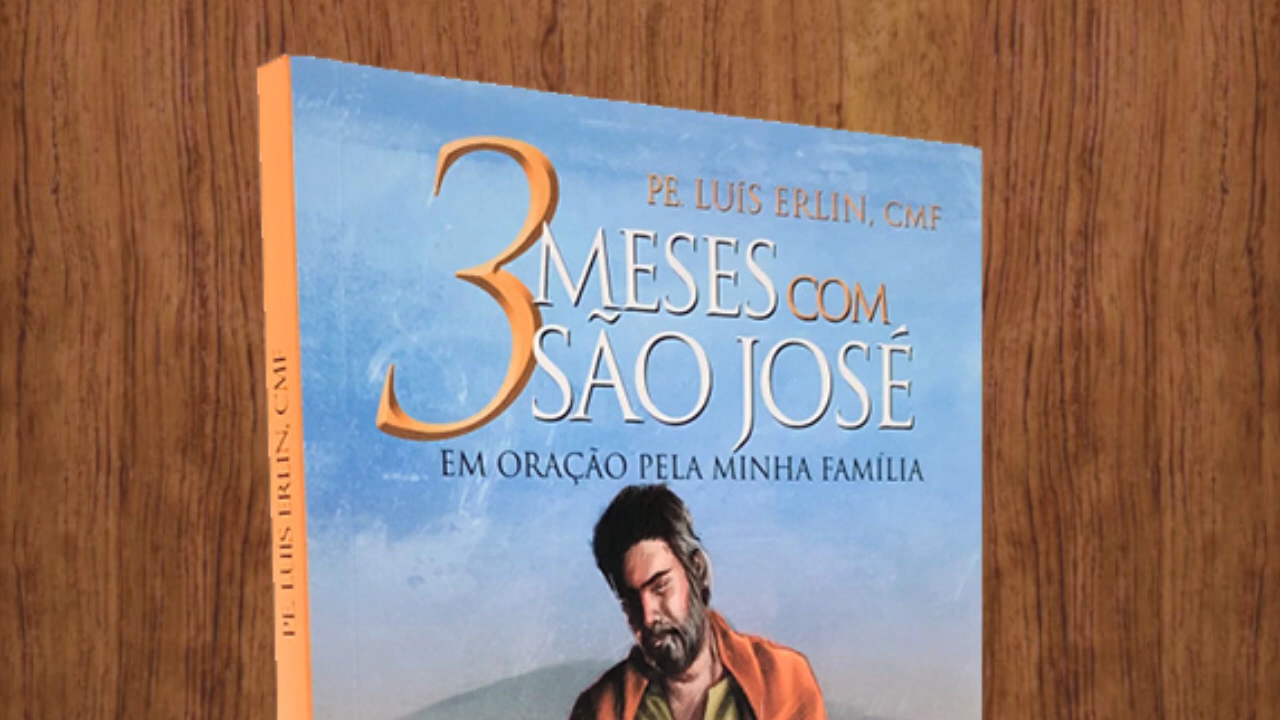 PE. LUÍS ERLIN, CMF
3 MESES COM
SÃO JOSÉ
EM ORAÇÃO PELA MINHA FAMÍLIA
PE. LUÍS ERLIN, CMF